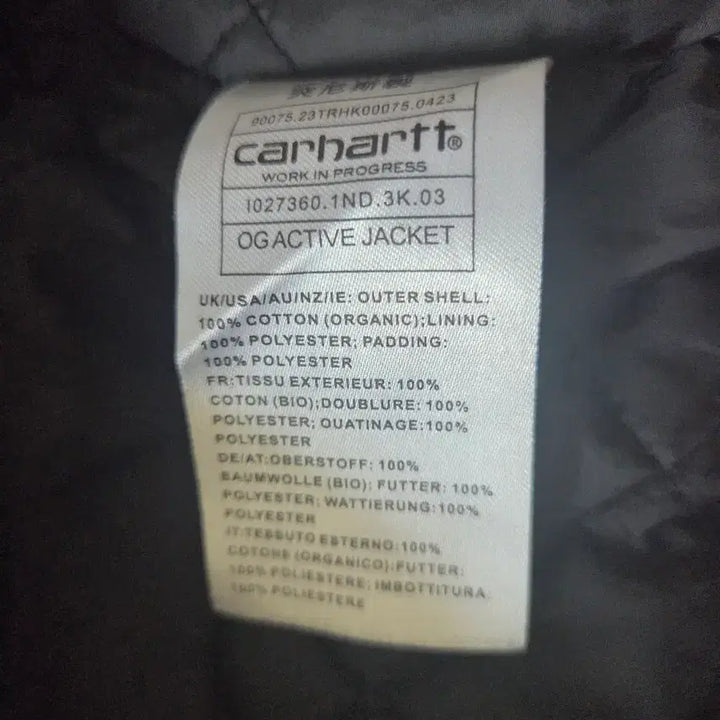 00075.23TRHK00075.0423
carhartt®
WORK IN PROGRESS
I027360.1ND.3K.03
OG ACTIVE JACKET
UK/USA/AU/NZ/IE: OUTER SHELL:
100% COTTON (ORGANIC);LINING:
100% POLYESTER; PADDING:
100% POLYESTER
FR:TISSU EXTERIEUR: 100%
COTON (BIO);DOUBLURE: 100%
POLYESTER; OUATINAGE:100%
POLYESTER
DE/AT:OBERSTOFF: 100%
BAUMWOLLE (BIO); FUTTER: 100%
POLYESTER; WATTIERUNG:100%
POLYESTER
IT:TESSUTO ESTERNO:100%
COTONE (ORGANICO);FUTTER:
100% POLIESTERE; IMBOTTITURA:
100% POLIESTERE